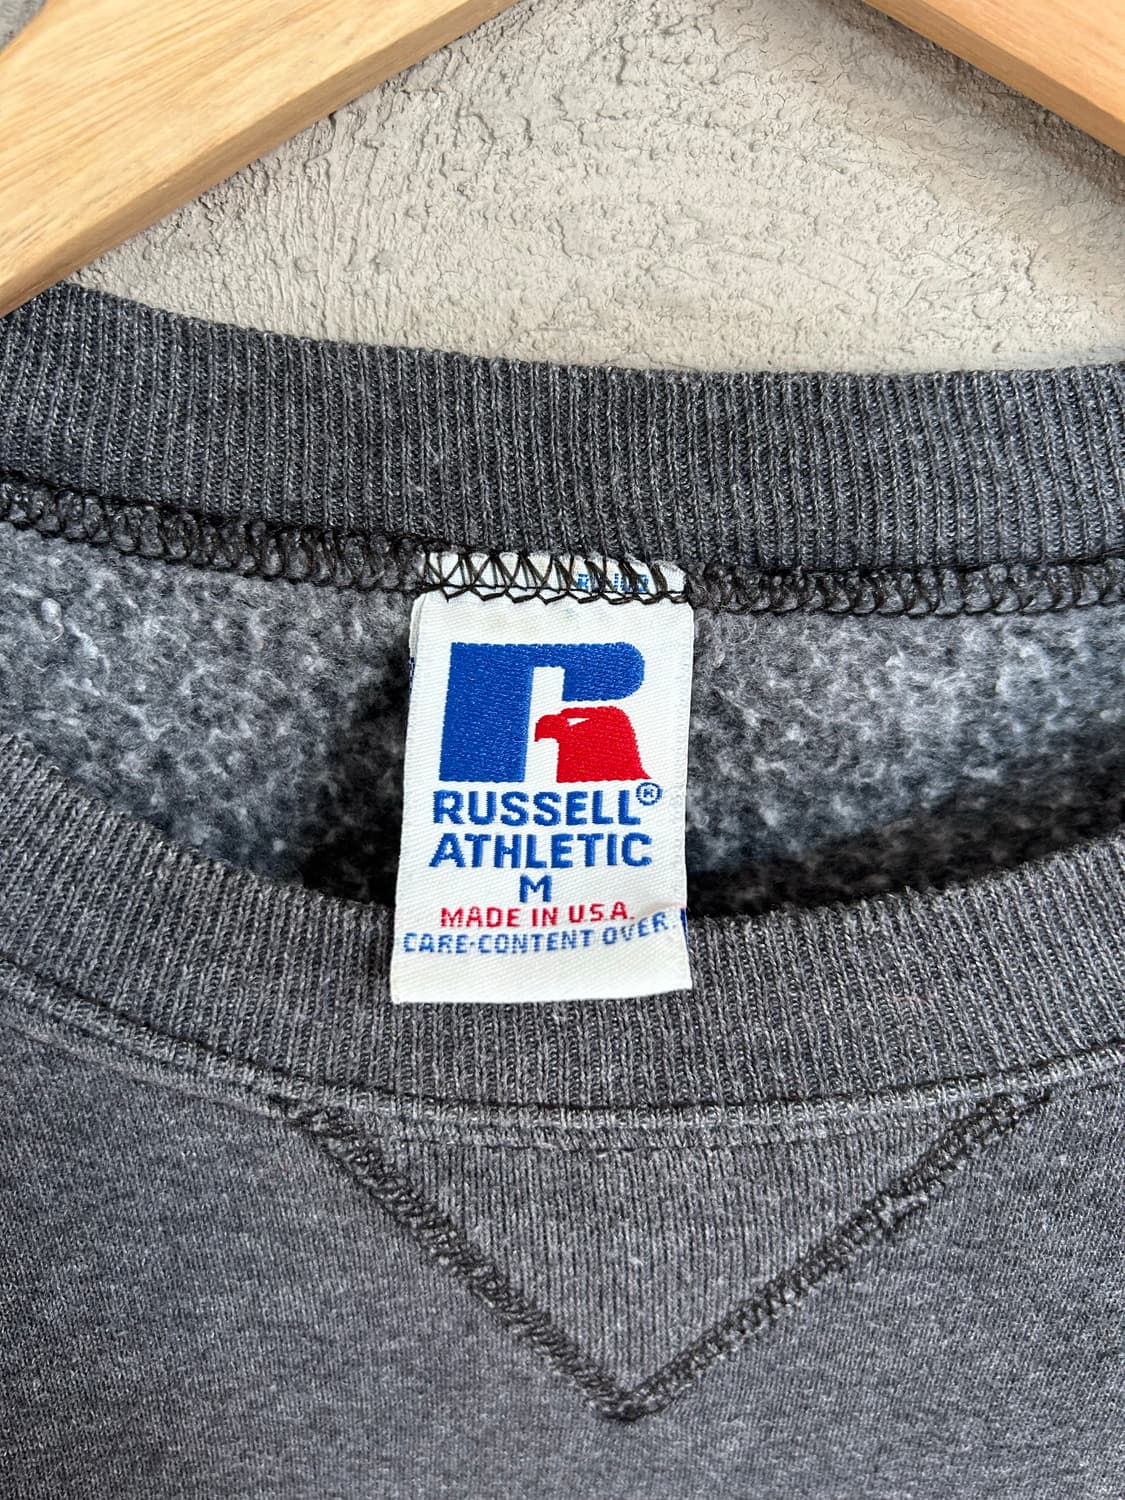 R
RUSSELL®
ATHLETIC
M
MADE IN U.S.A.
CARE-CONTENT OVER